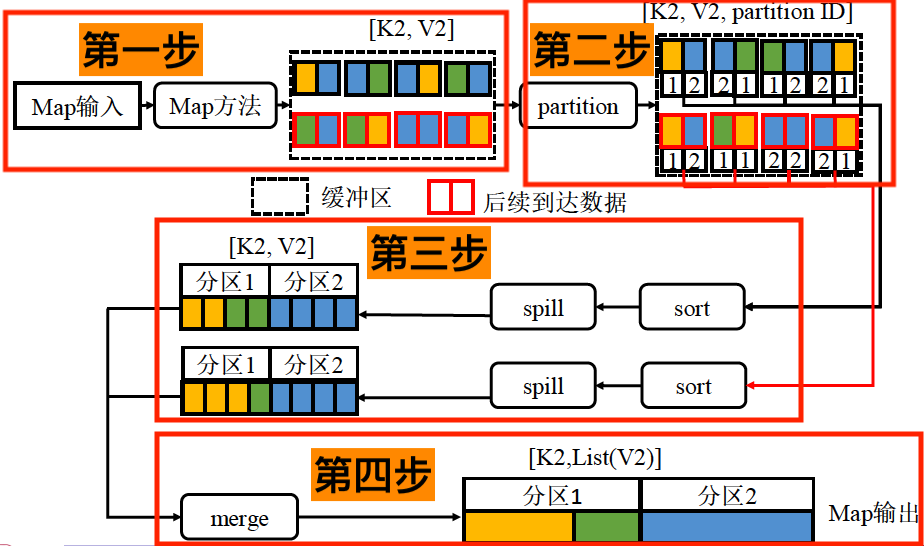 第一步
[K2, V2]
Map输入
Map方法
第二步
[K2, V2, partition ID]
partition
1 2 2 1 1 2 2 1
1 2 1 1 2 2 2 1
缓冲区
后续到达数据
第三步
[K2, V2]
分区1 分区2
spill
sort
分区1 分区2
spill
sort
第四步
[K2,List(V2)]
merge
分区1 分区2
Map输出